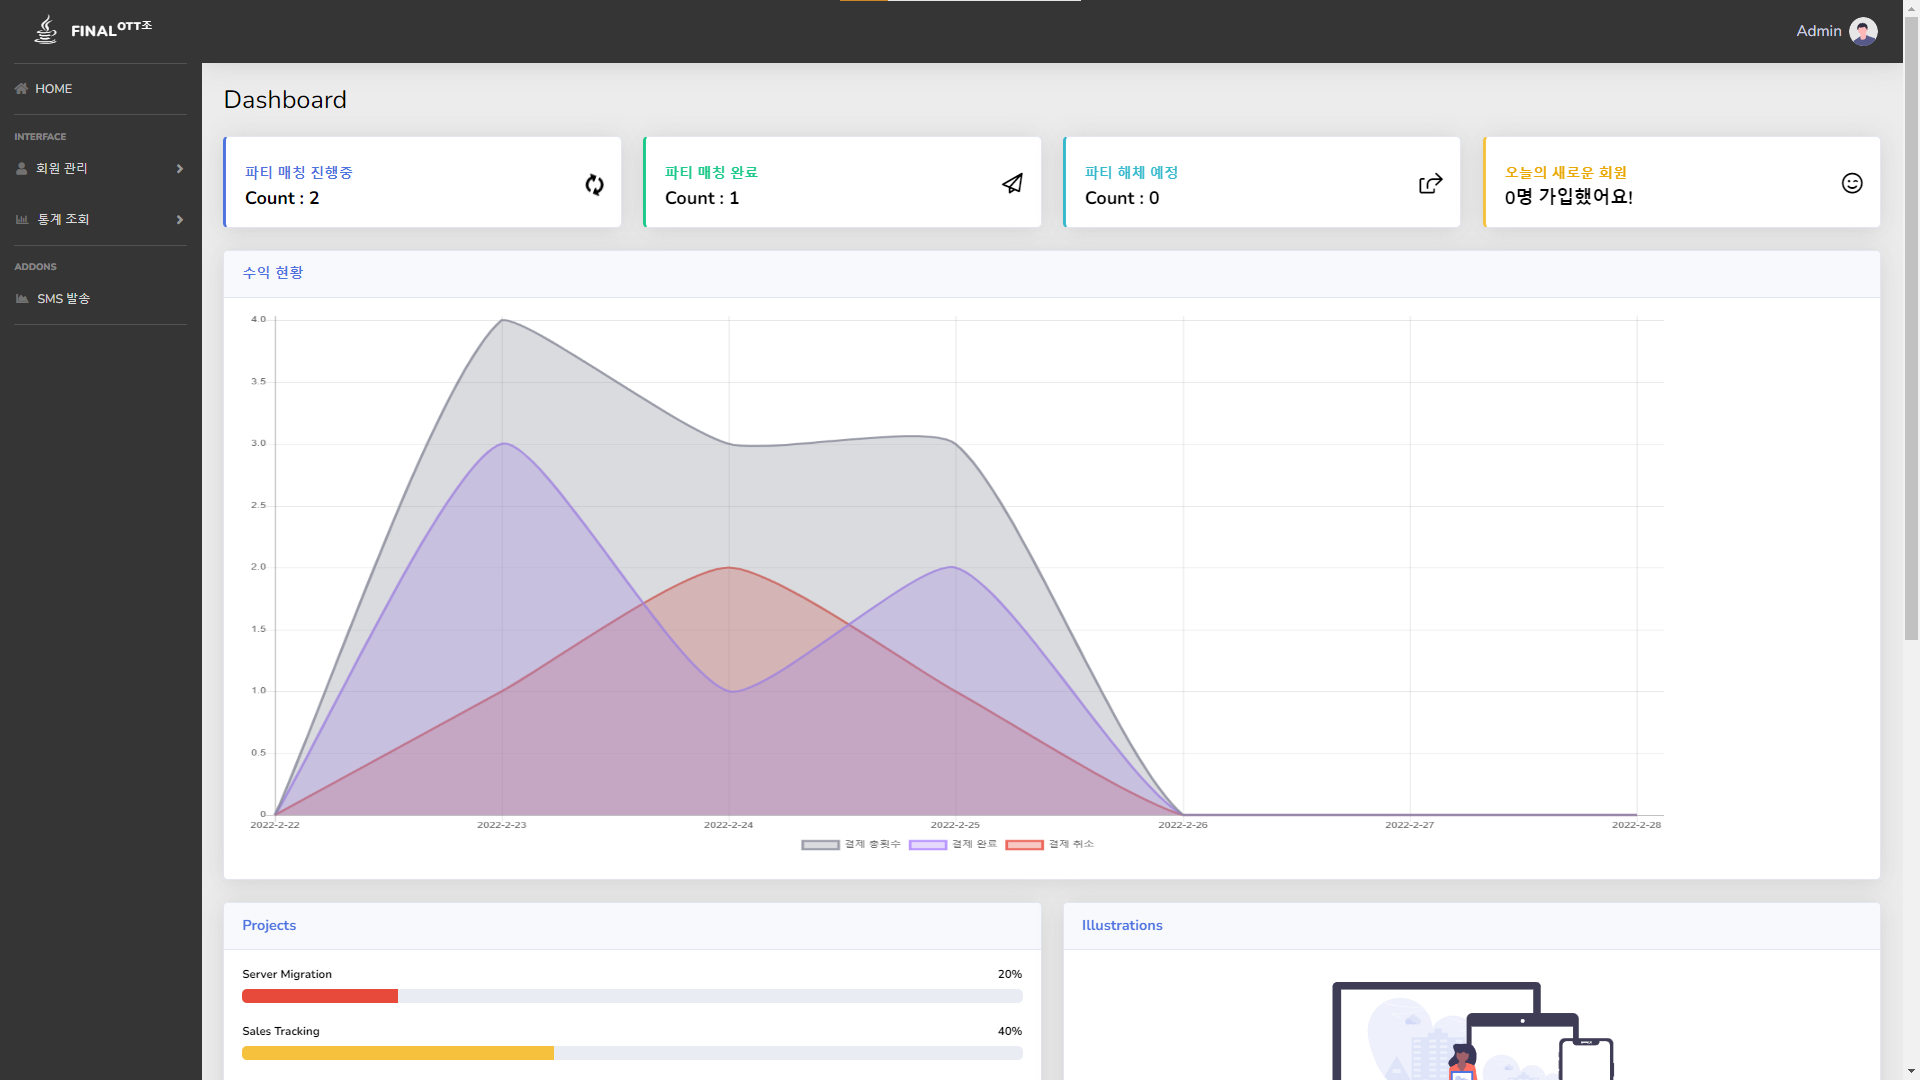 FINAL OTT조
Admin
HOME
INTERFACE
회원 관리
통계 조회
ADDONS
SMS 발송
Dashboard
파티 매칭 진행중
Count : 2
파티 매칭 완료
Count : 1
파티 해체 예정
Count : 0
오늘의 새로운 회원
0명 가입했어요!
수익 현황
4.0
3.5
3.0
2.5
2.0
1.5
1.0
0.5
0
2022-2-22
2022-2-23
2022-2-24
2022-2-25
2022-2-26
2022-2-27
2022-2-28
결제 총횟수
결제 완료
결제 취소
Projects
Server Migration 20%
Sales Tracking 40%
Illustrations